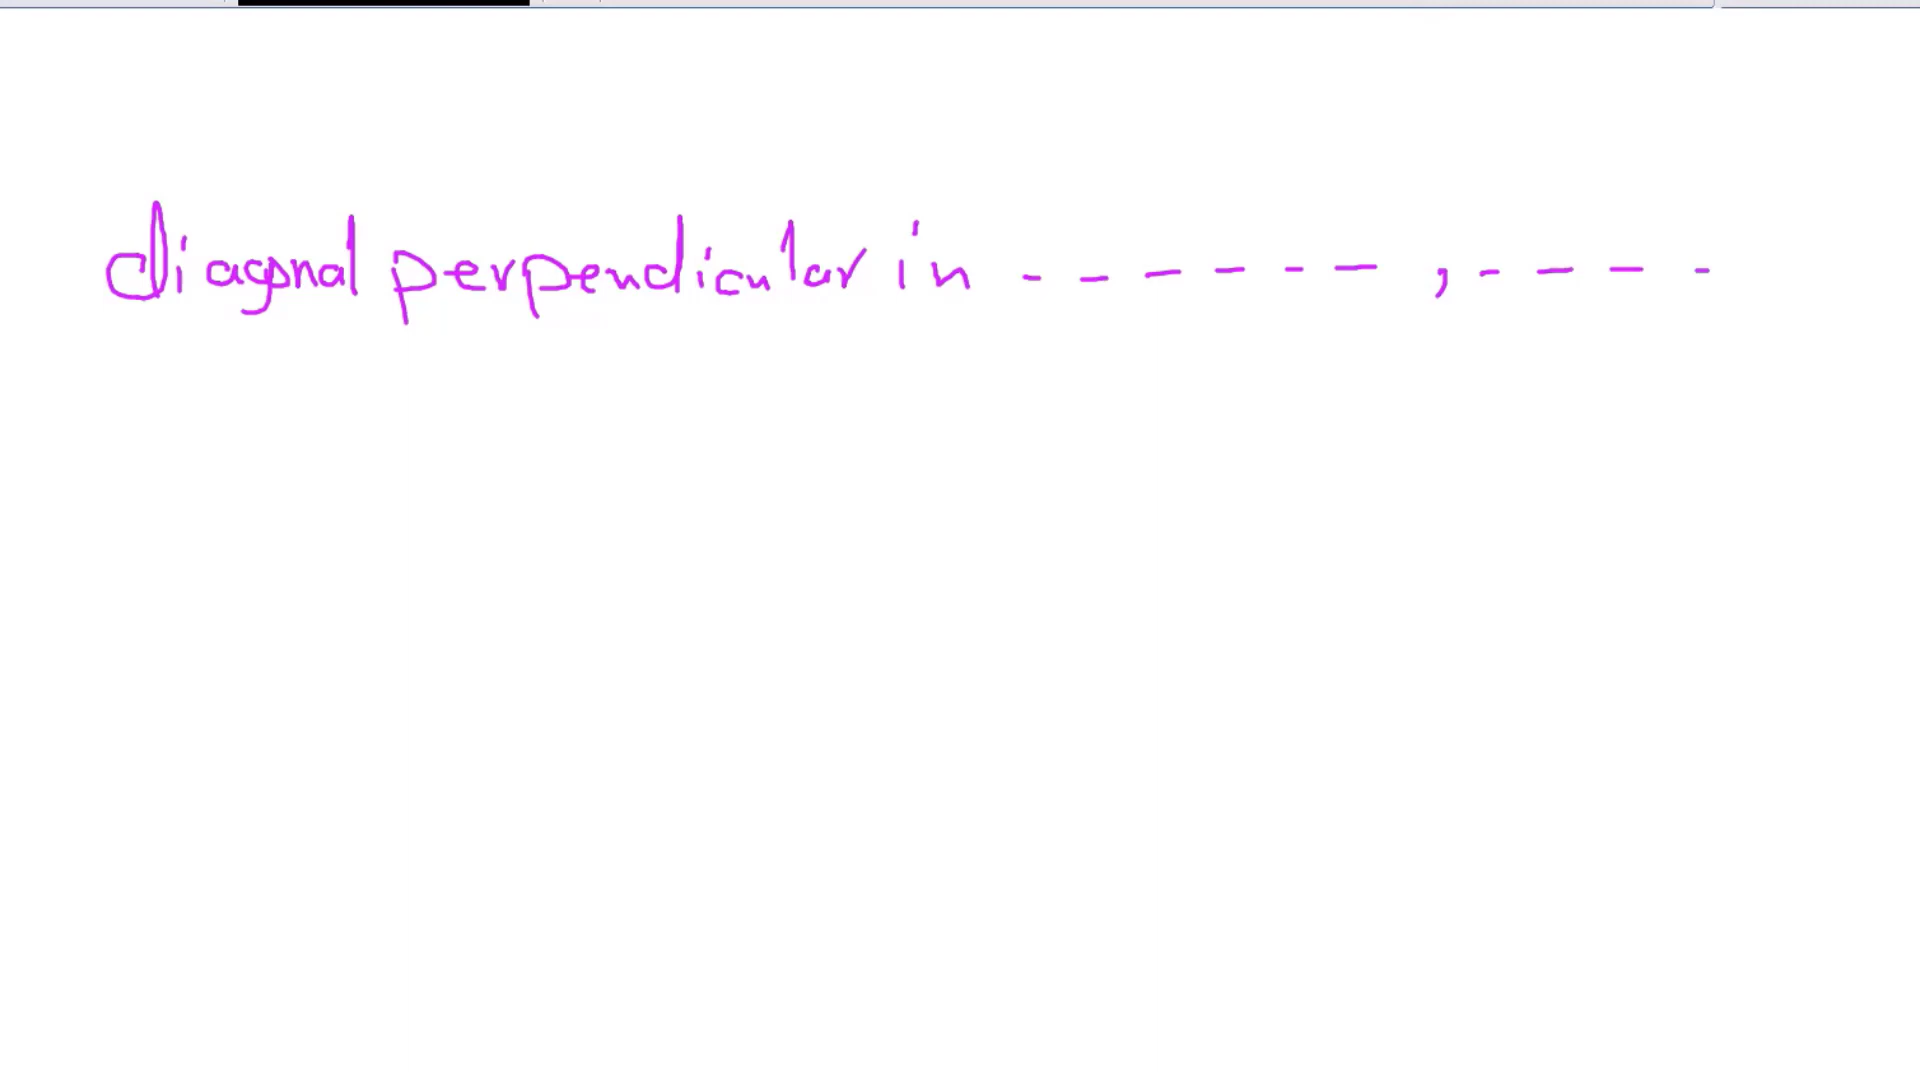 diagonal perpendicular in - - - - - - , - - - -